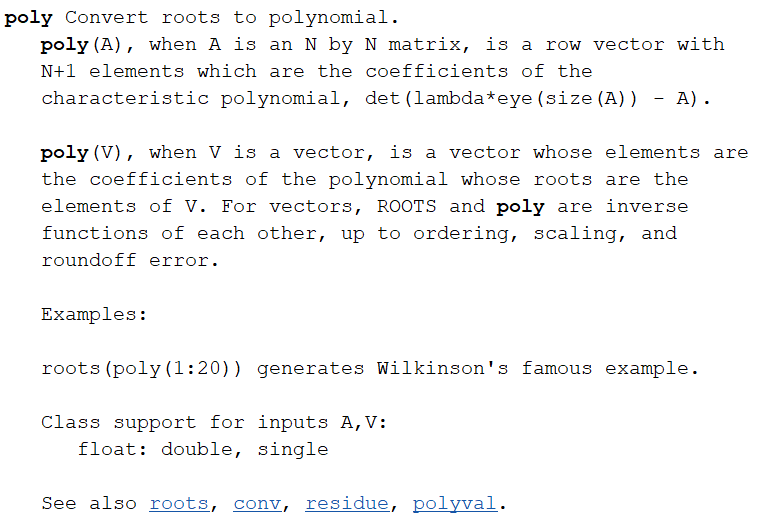 poly Convert roots to polynomial.
poly(A), when A is an N by N matrix, is a row vector with
N+1 elements which are the coefficients of the
characteristic polynomial, det(lambda*eye(size(A)) - A).
poly(V), when V is a vector, is a vector whose elements are
the coefficients of the polynomial whose roots are the
elements of V. For vectors, ROOTS and poly are inverse
functions of each other, up to ordering, scaling, and
roundoff error.
Examples:
roots(poly(1:20)) generates Wilkinson's famous example.
Class support for inputs A,V:
float: double, single
See also roots, conv, residue, polyval.